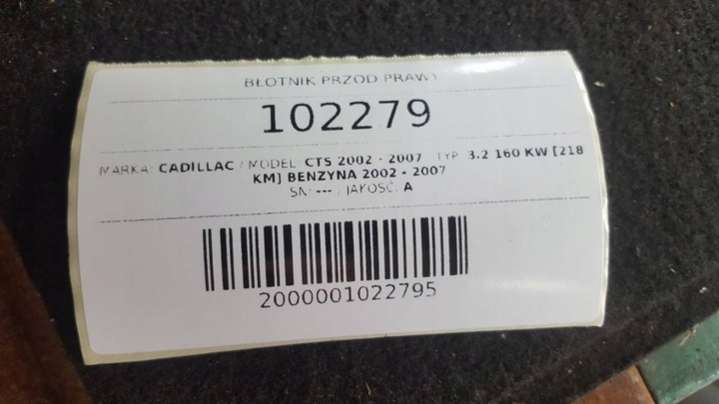 BŁOTNIK PRZOD PRAWY
102279
MARKA: CADILLAC / MODEL: CTS 2002 - 2007 / TYP: 3.2 160 KW [218
KM] BENZYNA 2002 - 2007
SN: --- / JAKOŚĆ: A
2000001022795